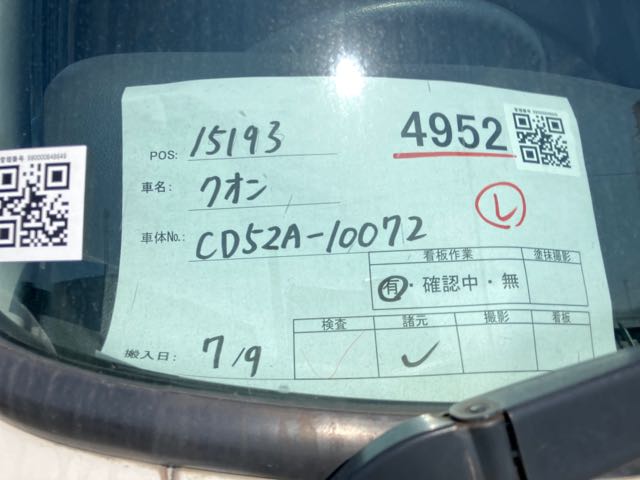 POS: 15193
4952
車名: クオン
レ
車体No.: CD52A-10072
看板作業 塗抹撮影
有・確認中・無
検査 諸元 撮影 看板
搬入日: 7/9